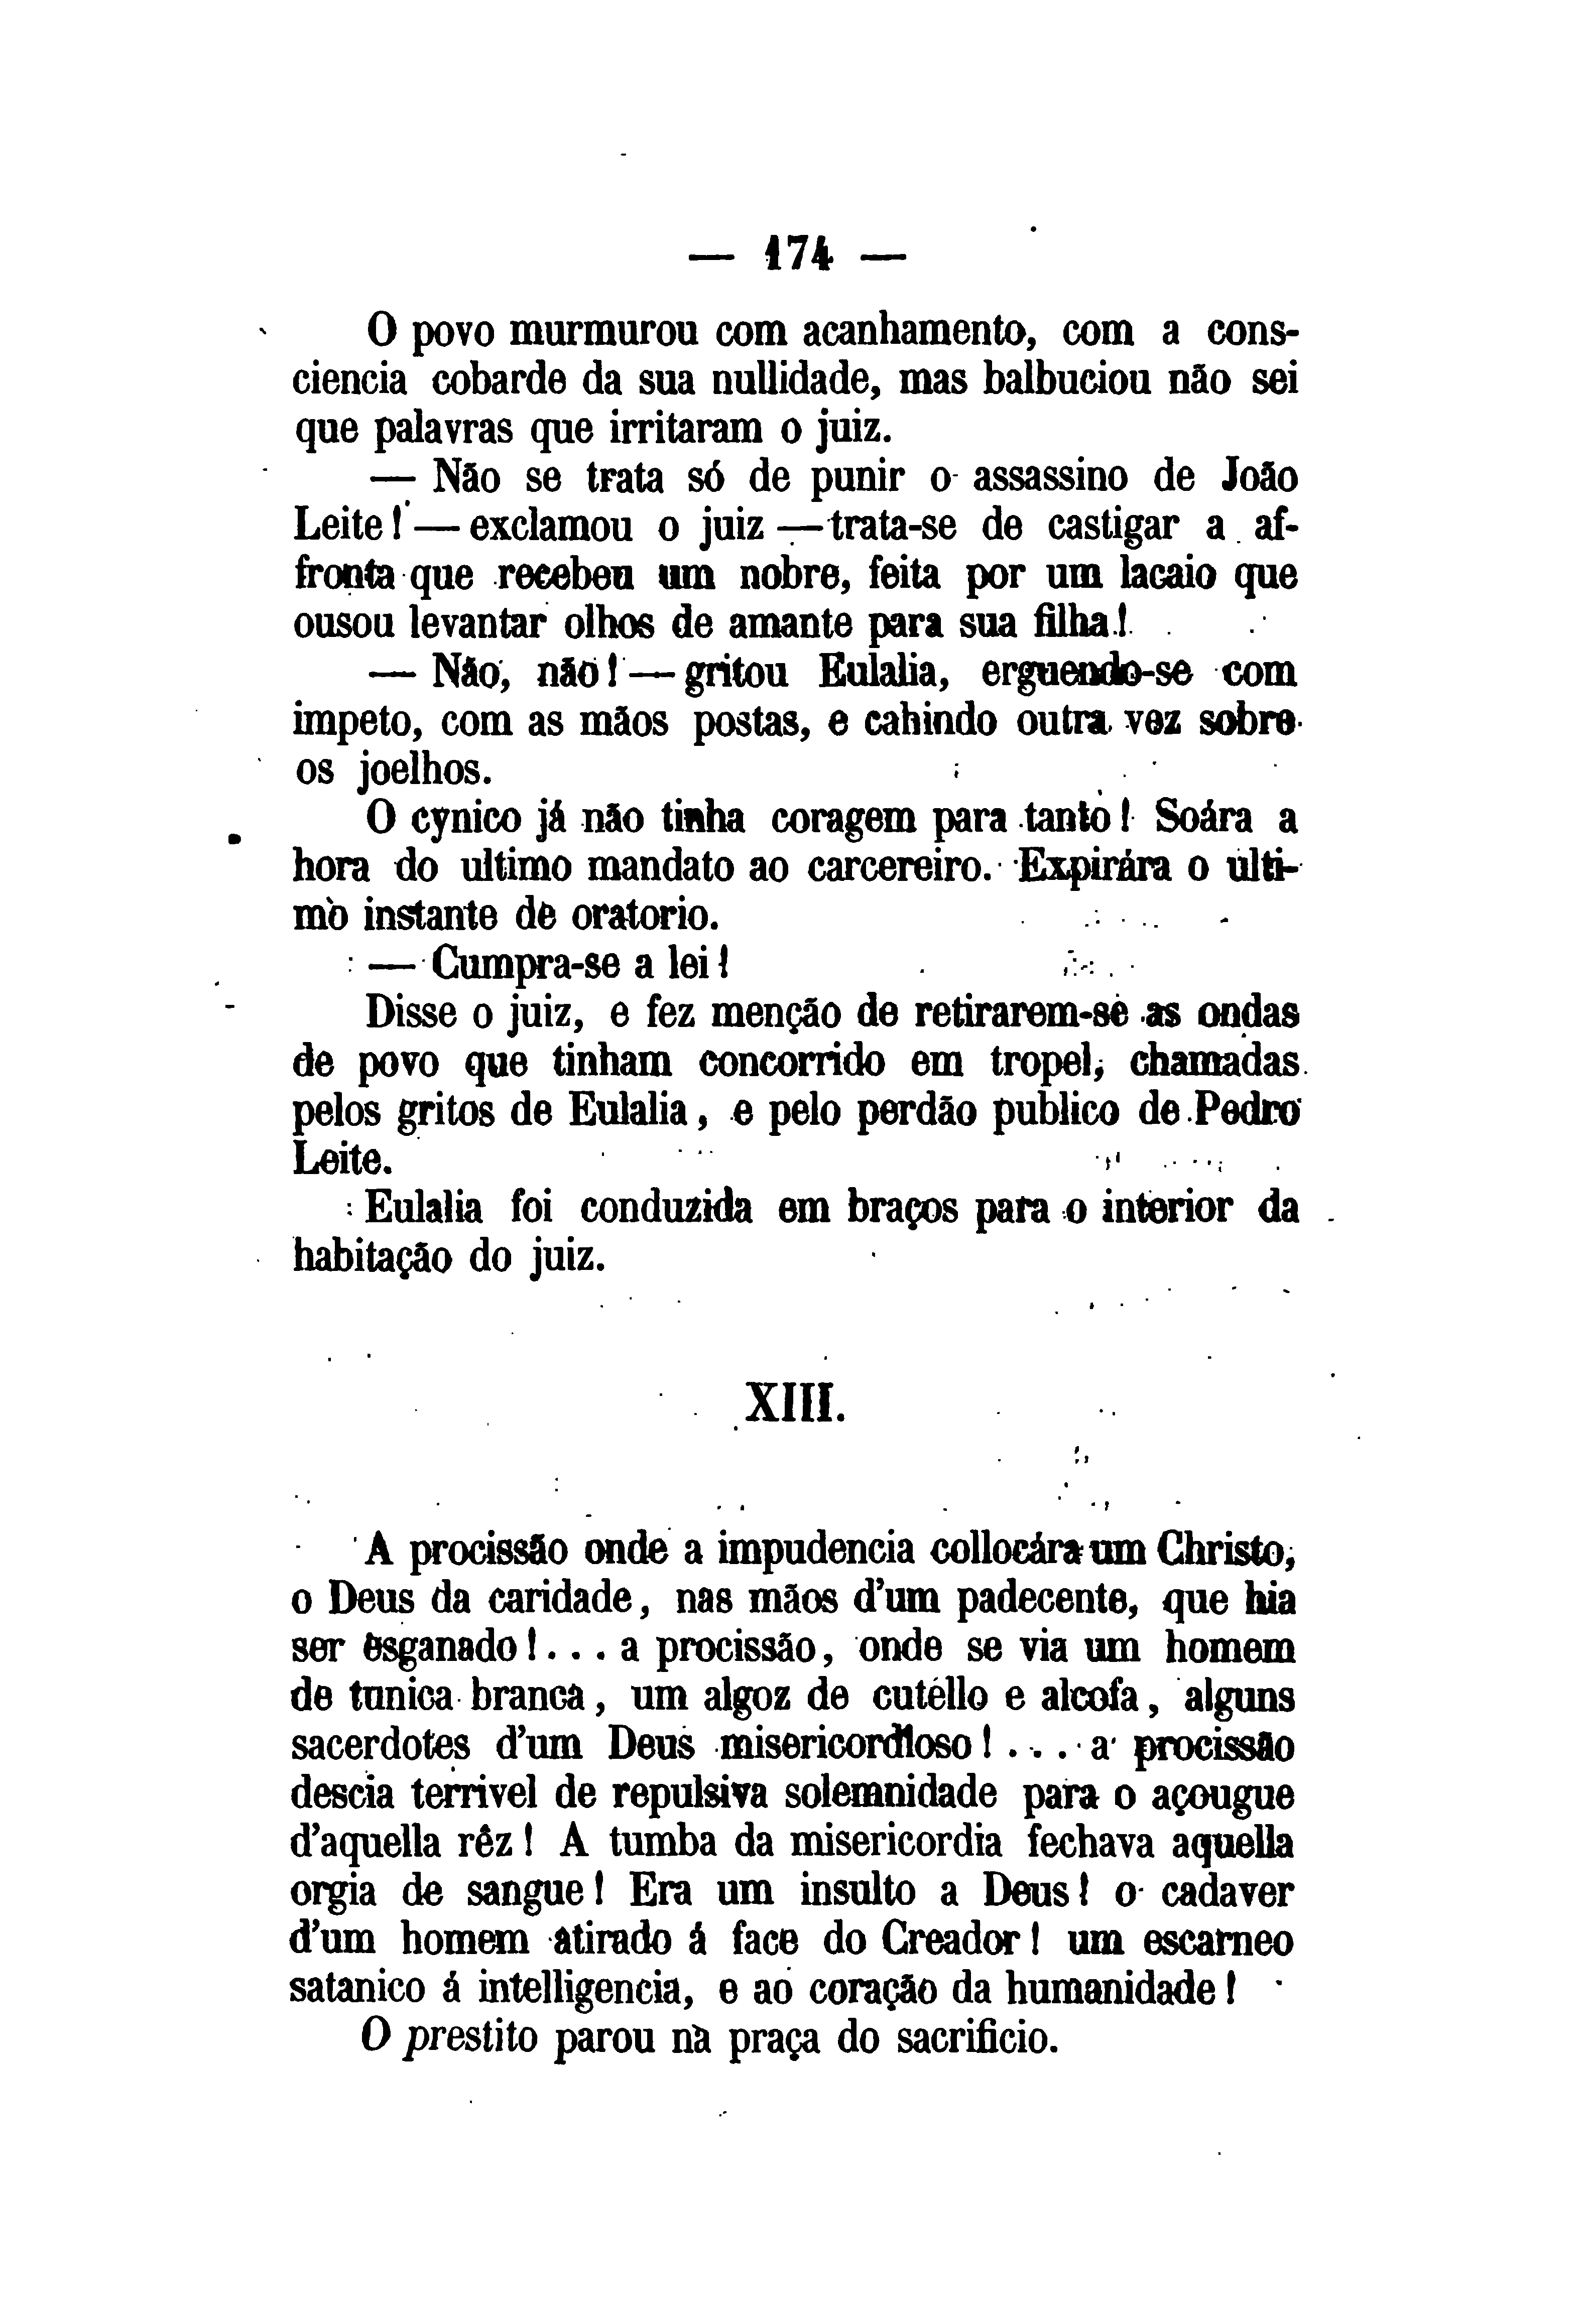 — 174 —
O povo murmurou com acanhamento, com a cons-
ciencia cobarde da sua nullidade, mas balbuciou não sei
que palavras que irritaram o juiz.
— Não se trata só de punir o assassino de João
Leite! — exclamou o juiz — trata-se de castigar a af-
fronta que recebeu um nobre, feita por um lacaio que
ousou levantar olhos de amante para sua filha!
— Não, não! — gritou Eulalia, erguendo-se com
impeto, com as mãos postas, e cahindo outra vez sobre
os joelhos.
O cynico já não tinha coragem para tanto! Soára a
hora do ultimo mandato ao carcereiro. Expirára o ulti-
mo instante de oratorio.
— Cumpra-se a lei!
Disse o juiz, e fez menção de retirarem-se as ondas
de povo que tinham concorrido em tropel, chamadas
pelos gritos de Eulalia, e pelo perdão publico de Pedro
Leite.
Eulalia foi conduzida em braços para o interior da
habitação do juiz.
XIII.
A procissão onde a impudencia collocára um Christo,
o Deus da caridade, nas mãos d'um padecente, que hia
ser esganado!... a procissão, onde se via um homem
de tunica branca, um algoz de cutéllo e alcofa, alguns
sacerdotes d'um Deus misericordioso!... a procissão
descia terrivel de repulsiva solemnidade para o açougue
d'aquella rêz! A tumba da misericordia fechava aquella
orgia de sangue! Era um insulto a Deus! o cadaver
d'um homem atirado á face do Creador! um escarneo
satanico á intelligencia, e ao coração da humanidade!
O prestito parou na praça do sacrificio.